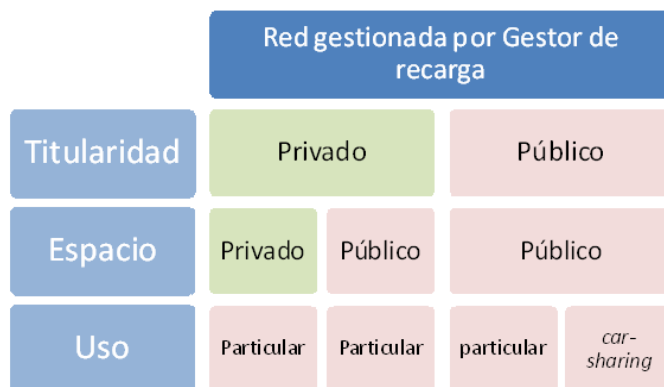 Red gestionada por Gestor de
recarga
Titularidad
Privado
Público
Espacio
Privado
Público
Público
Uso
Particular
Particular
particular
car-
sharing